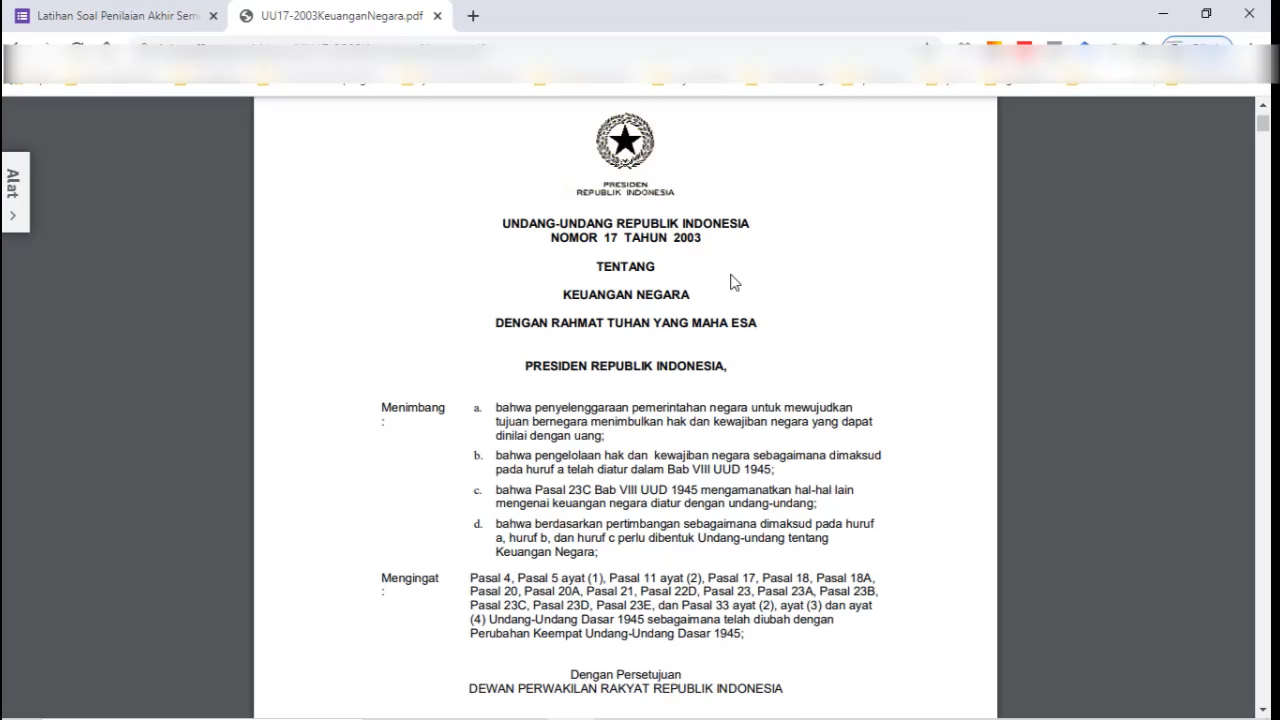 Latihan Soal Penilaian Akhir Sem
UU17-2003KeuanganNegara.pdf
Alat
PRESIDEN
REPUBLIK INDONESIA
UNDANG-UNDANG REPUBLIK INDONESIA
NOMOR 17 TAHUN 2003
TENTANG
KEUANGAN NEGARA
DENGAN RAHMAT TUHAN YANG MAHA ESA
PRESIDEN REPUBLIK INDONESIA,
Menimbang
:
a. bahwa penyelenggaraan pemerintahan negara untuk mewujudkan
tujuan bernegara menimbulkan hak dan kewajiban negara yang dapat
dinilai dengan uang;
b. bahwa pengelolaan hak dan kewajiban negara sebagaimana dimaksud
pada huruf a telah diatur dalam Bab VIII UUD 1945;
c. bahwa Pasal 23C Bab VIII UUD 1945 mengamanatkan hal-hal lain
mengenai keuangan negara diatur dengan undang-undang;
d. bahwa berdasarkan pertimbangan sebagaimana dimaksud pada huruf
a, huruf b, dan huruf c perlu dibentuk Undang-undang tentang
Keuangan Negara;
Mengingat
:
Pasal 4, Pasal 5 ayat (1), Pasal 11 ayat (2), Pasal 17, Pasal 18, Pasal 18A,
Pasal 20, Pasal 20A, Pasal 21, Pasal 22D, Pasal 23, Pasal 23A, Pasal 23B,
Pasal 23C, Pasal 23D, Pasal 23E, dan Pasal 33 ayat (2), ayat (3) dan ayat
(4) Undang-Undang Dasar 1945 sebagaimana telah diubah dengan
Perubahan Keempat Undang-Undang Dasar 1945;
Dengan Persetujuan
DEWAN PERWAKILAN RAKYAT REPUBLIK INDONESIA